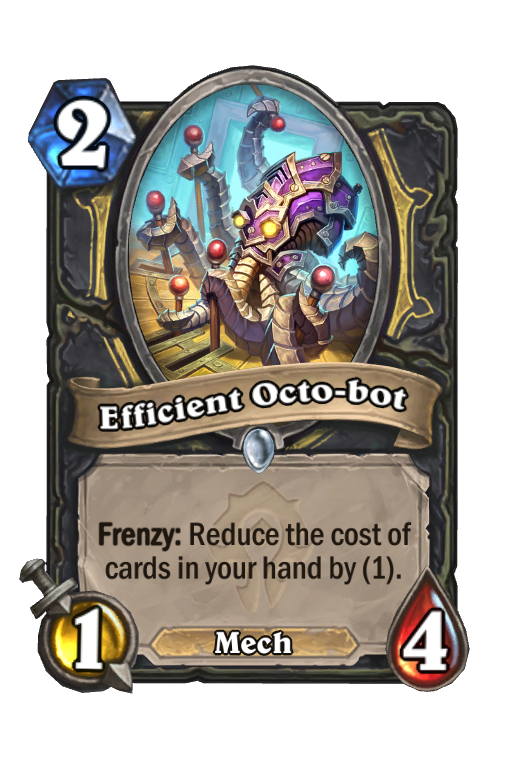 2
Efficient Octo-bot
Frenzy: Reduce the cost of
cards in your hand by (1).
1
Mech
4